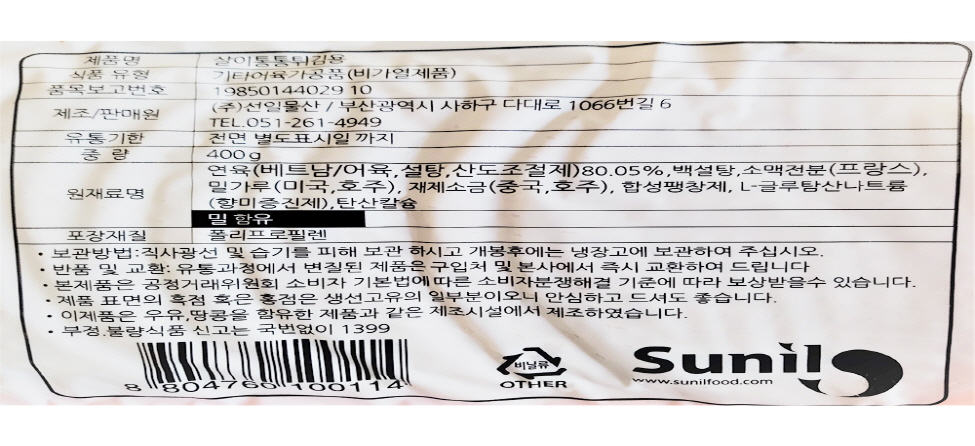 제품명 살이통통튀김용
식품 유형 기타어육가공품(비가열제품)
품목보고번호 19850144029 10
제조/판매원 (주)선일물산 / 부산광역시 사하구 다대로 1066번길 6
TEL.051-261-4949
유통기한 전면 별도표시일 까지
중 량 400g
원재료명 연육(베트남/어육,설탕,산도조절제)80.05%,백설탕,소맥전분(프랑스),
밀가루(미국,호주), 재제소금(중국,호주), 합성팽창제, L-글루탐산나트륨
(향미증진제),탄산칼슘
밀 함유
포장재질 폴리프로필렌
• 보관방법:직사광선 및 습기를 피해 보관 하시고 개봉후에는 냉장고에 보관하여 주십시오.
• 반품 및 교환: 유통과정에서 변질된 제품은 구입처 및 본사에서 즉시 교환하여 드립니다
• 본제품은 공정거래위원회 소비자 기본법에 따른 소비자분쟁해결 기준에 따라 보상받을수 있습니다.
• 제품 표면의 흑점 혹은 홍점은 생선고유의 일부분이오니 안심하고 드셔도 좋습니다.
• 이제품은 우유,땅콩을 함유한 제품과 같은 제조시설에서 제조하였습니다.
• 부정.불량식품 신고는 국번없이 1399
8 804760 100114
비닐류
OTHER
Sunil
www.sunilfood.com